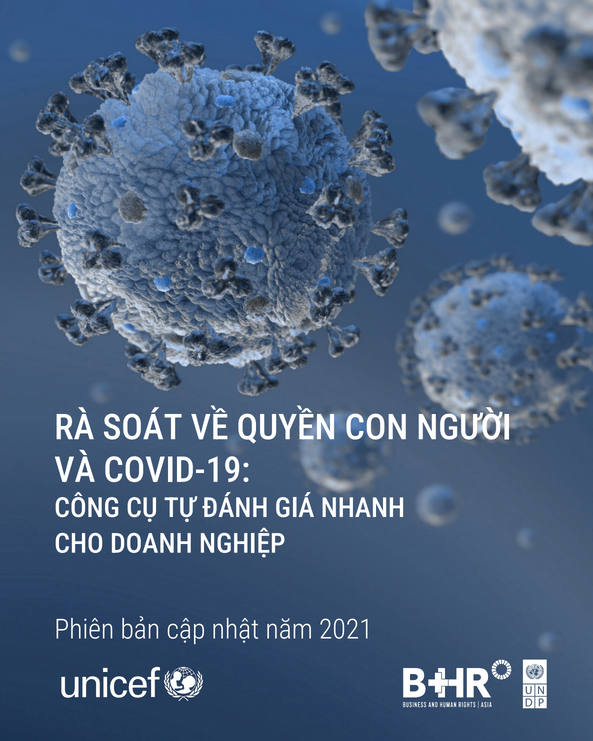 RÀ SOÁT VỀ QUYỀN CON NGƯỜI
VÀ COVID-19:
CÔNG CỤ TỰ ĐÁNH GIÁ NHANH
CHO DOANH NGHIỆP
Phiên bản cập nhật năm 2021
unicef
B+HR
BUSINESS AND HUMAN RIGHTS | ASIA
U N
D P